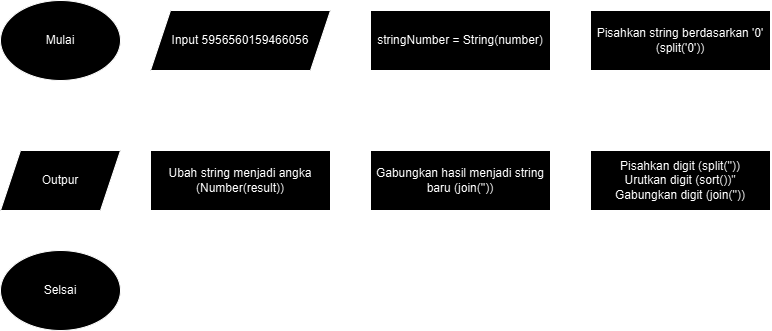 Mulai
Input 5956560159466056
stringNumber = String(number)
Pisahkan string berdasarkan '0'
(split('0'))
Outpur
Ubah string menjadi angka
(Number(result))
Gabungkan hasil menjadi string
baru (join(''))
Pisahkan digit (split(''))
Urutkan digit (sort())"
Gabungkan digit (join(''))
Selsai